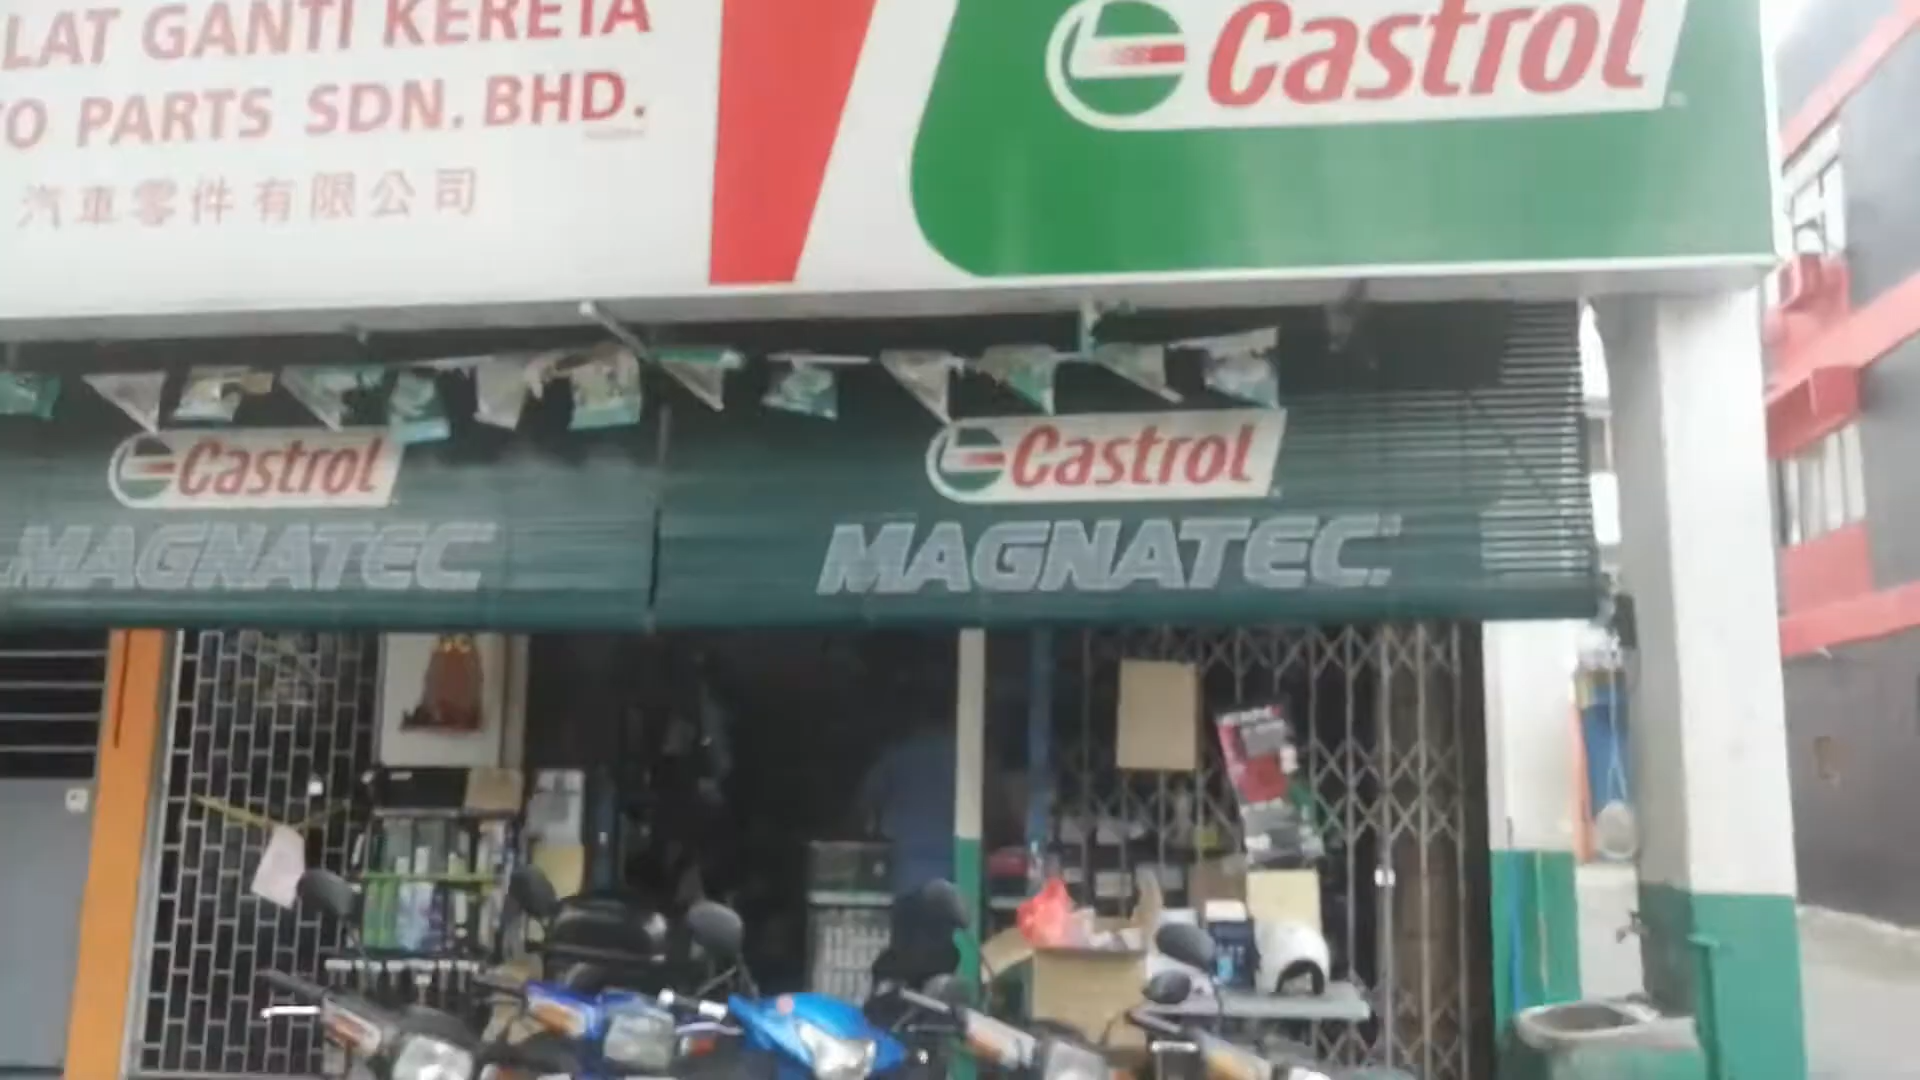 LAT GANTI KERETA
TO PARTS SDN. BHD.
汽車零件有限公司
Castrol
Castrol
MAGNATEC
Castrol
MAGNATEC